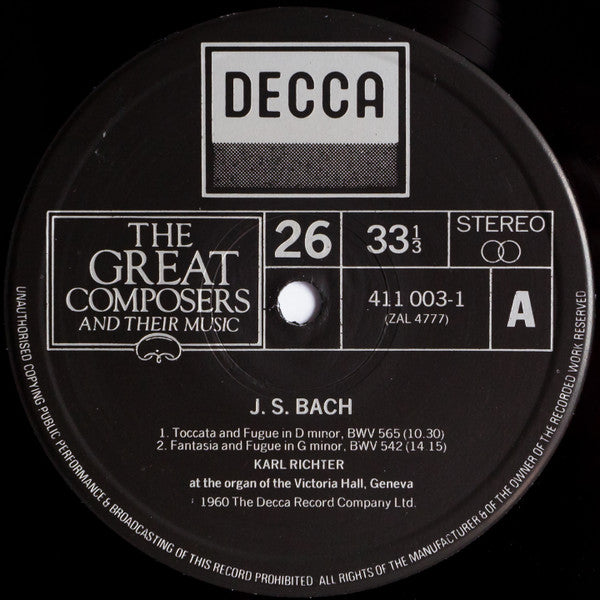 DECCA
THE
GREAT
COMPOSERS
AND THEIR MUSIC
26
33⅓
STEREO
411 003-1
(ZAL 4777)
A
J. S. BACH
1. Toccata and Fugue in D minor, BWV 565 (10.30)
2. Fantasia and Fugue in G minor, BWV 542 (14 15)
KARL RICHTER
at the organ of the Victoria Hall, Geneva
1960 The Decca Record Company Ltd.
UNAUTHORISED COPYING PUBLIC PERFORMANCE & BROADCASTING OF THIS RECORD PROHIBITED ALL RIGHTS OF THE MANUFACTURER & OF THE OWNER OF THE RECORDED WORK RESERVED